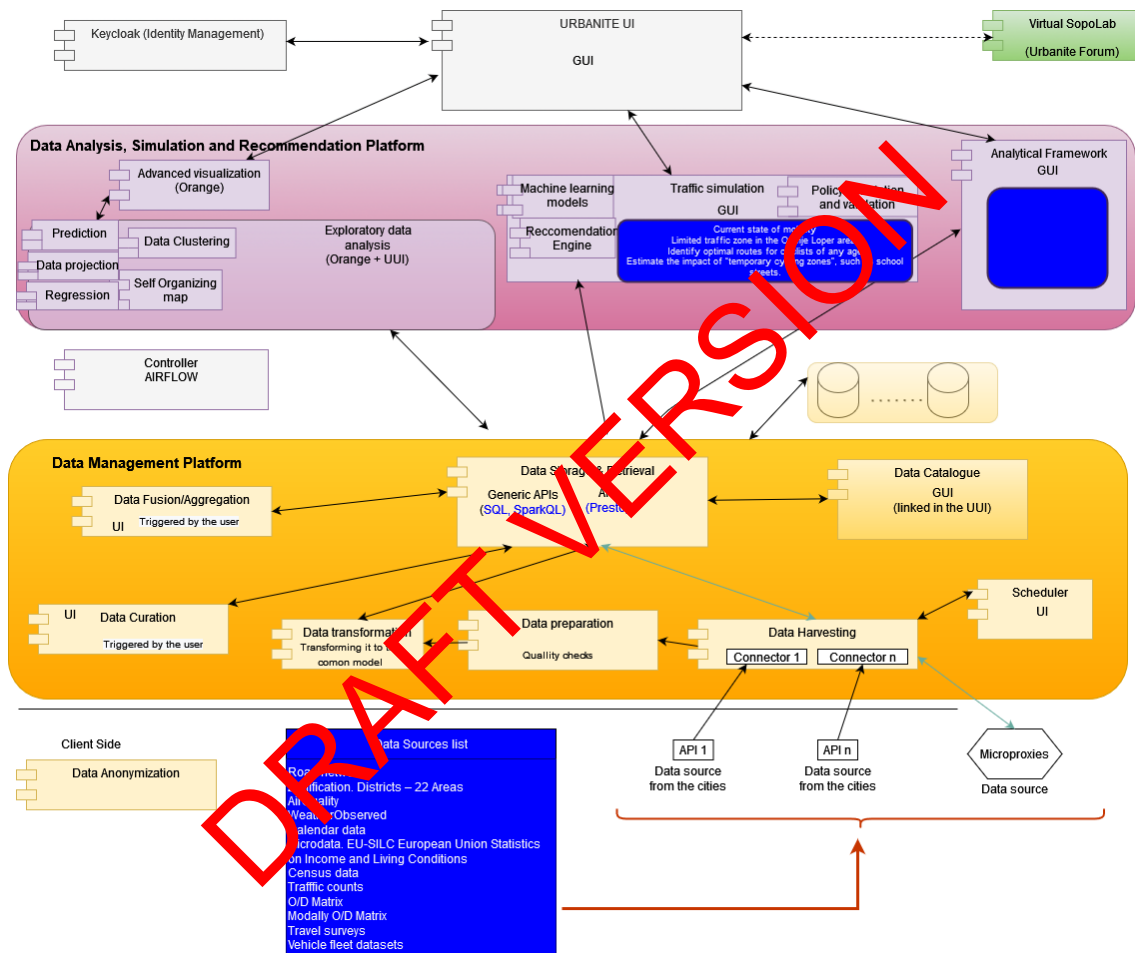 Keycloak (Identity Management)
URBANITE UI
GUI
Virtual SopoLab
(Urbanite Forum)
Data Analysis, Simulation and Recommendation Platform
Advanced visualization
(Orange)
Prediction
Data projection
Regression
Data Clustering
Self Organizing
map
Exploratory data
analysis
(Orange + UUI)
Machine learning
models
Reccomendation
Engine
Traffic simulation
GUI
Policy
and
Current state of
Limited traffic zone in the Loper
Identify optimal routes for of any
Estimate the impact of "temporary zones", such school
streets.
Analytical Framework
GUI
Controller
AIRFLOW
.......
Data Management Platform
Data Fusion/Aggregation
UI
Triggered by the user
Data Storage & Retrieval
Generic APIs
(SQL, SparkQL)
(Presto
Data Catalogue
GUI
(linked in the UUI)
UI
Data Curation
Triggered by the user
Data transformation
Transforming it to
comon model
Data preparation
Quallity checks
Data Harvesting
Connector 1
Connector n
Scheduler
UI
Client Side
Data Anonymization
Data Sources list
Districts – 22 Areas
Air quality
WeatherObserved
Calendar data
Microdata. EU-SILC European Union Statistics
on Income and Living Conditions
Census data
Trafffic counts
O/D Matrix
Modally O/D Matrix
Travel surveys
Vehicle fleet datasets
API 1
Data source
from the cities
API n
Data source
from the cities
Microproxies
Data source
DRAFT VERSION